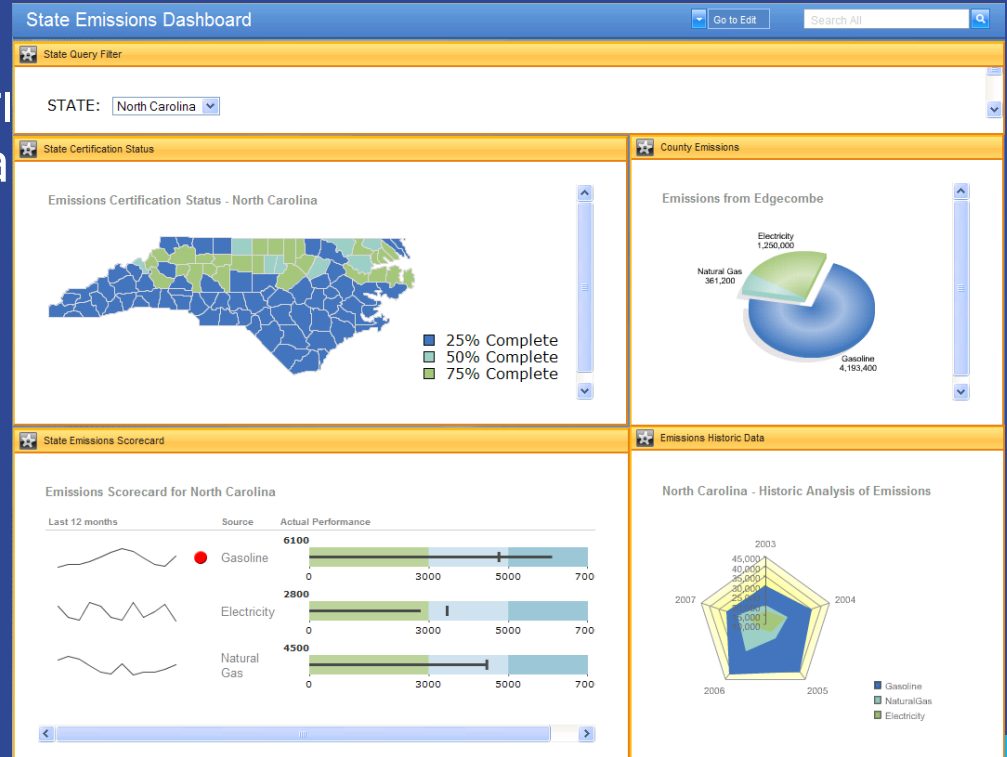 State Emissions Dashboard
Go to Edit
Search All
State Query Filter
STATE: North Carolina
State Certification Status
Emissions Certification Status - North Carolina
25% Complete
50% Complete
75% Complete
County Emissions
Emissions from Edgecombe
Electricity
1,250,000
Natural Gas
361,200
Gasoline
4,193,400
State Emissions Scorecard
Emissions Scorecard for North Carolina
Last 12 months Source Actual Performance
6100
Gasoline
0 3000 5000 700
2800
Electricity
0 3000 5000 700
4500
Natural
Gas
0 3000 5000 700
Emissions Historic Data
North Carolina - Historic Analysis of Emissions
2003
45,000
40,000
35,000
30,000
2007
2004
2006
2005
Gasoline
NaturalGas
Electricity